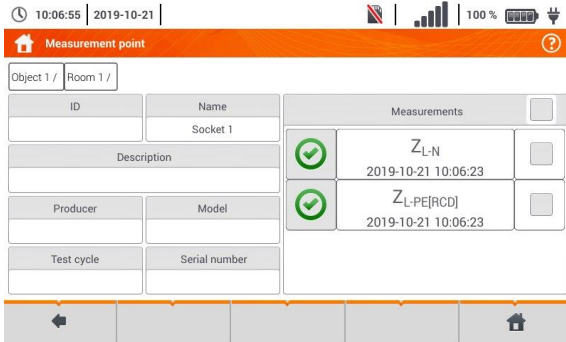 10:06:55 2019-10-21 100 %
Measurement point ?
Object 1 / Room 1 /
ID Name Measurements
Socket 1
Description
ZL-N
2019-10-21 10:06:23
Producer Model
ZL-PE[RCD]
2019-10-21 10:06:23
Test cycle Serial number